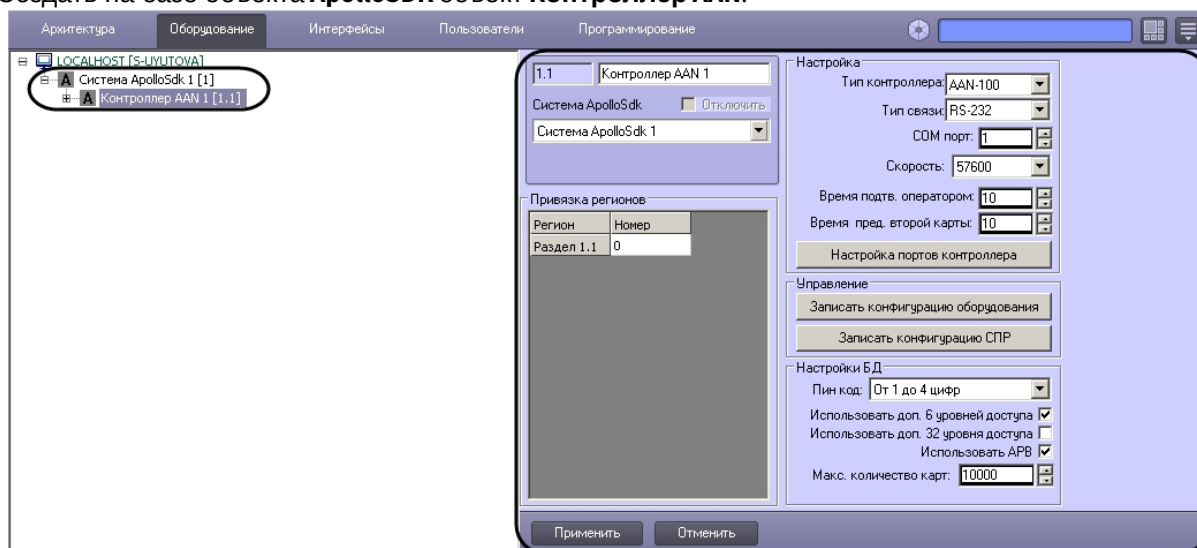 Создать на базе объекта ApolloSDK объект Контроллер AAN.
Архитектура Оборудование Интерфейсы Пользователи Программирование
LOCALHOST [S-UYUTOVA]
Система ApolloSdk 1 [1]
Контроллер AAN 1 [1.1]
1.1 Контроллер AAN 1
Система ApolloSdk Отключить
Система ApolloSdk 1
Привязка регионов
Регион Номер
Раздел 1.1 0
Настройка
Тип контроллера: AAN-100
Тип связи: RS-232
COM порт: 1
Скорость: 57600
Время подтв. оператором: 10
Время пред. второй карты: 10
Настройка портов контроллера
Управление
Записать конфигурацию оборудования
Записать конфигурацию СПР
Настройки БД
Пин код: От 1 до 4 цифр
Использовать доп. 6 уровней доступа
Использовать доп. 32 уровня доступа
Использовать APB
Макс. количество карт: 10000
Применить Отменить